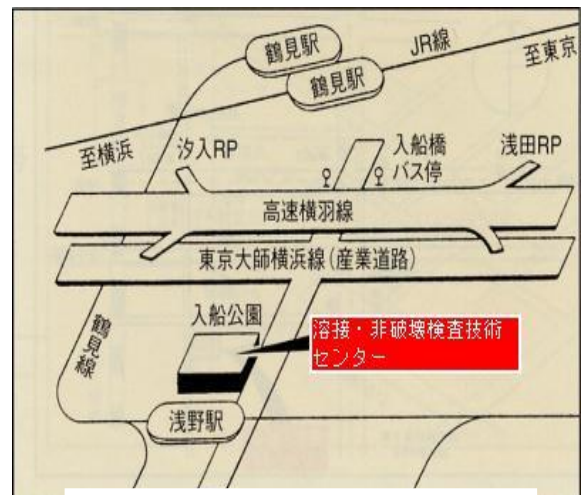 鶴見駅
JR線
至東京
鶴見駅
至横浜
汐入RP
入船橋
バス停
浅田RP
高速横羽線
東京大師横浜線(産業道路)
入船公園
溶接・非破壊検査技術
センター
鶴見線
浅野駅